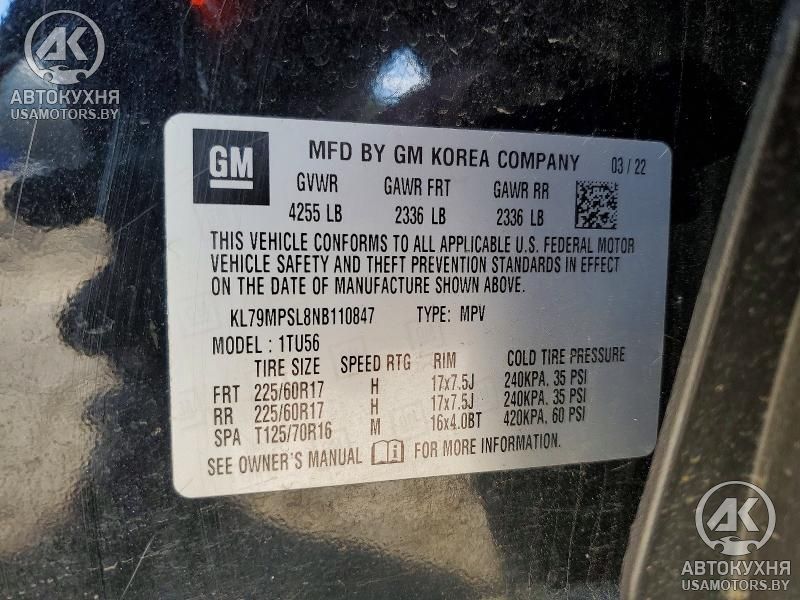 АК
АВТОКУХНЯ
USAMOTORS.BY
GM
MFD BY GM KOREA COMPANY 03/22
GVWR GAWR FRT GAWR RR
4255 LB 2336 LB 2336 LB
THIS VEHICLE CONFORMS TO ALL APPLICABLE U.S. FEDERAL MOTOR
VEHICLE SAFETY AND THEFT PREVENTION STANDARDS IN EFFECT
ON THE DATE OF MANUFACTURE SHOWN ABOVE.
KL79MPSL8NB110847 TYPE: MPV
MODEL : 1TU56
TIRE SIZE SPEED RTG RIM COLD TIRE PRESSURE
FRT 225/60R17 H 17x7.5J 240KPA, 35 PSI
RR 225/60R17 H 17x7.5J 240KPA, 35 PSI
SPA T125/70R16 M 16x4.0BT 420KPA, 60 PSI
SEE OWNER'S MANUAL FOR MORE INFORMATION.
АК
АВТОКУХНЯ
USAMOTORS.BY